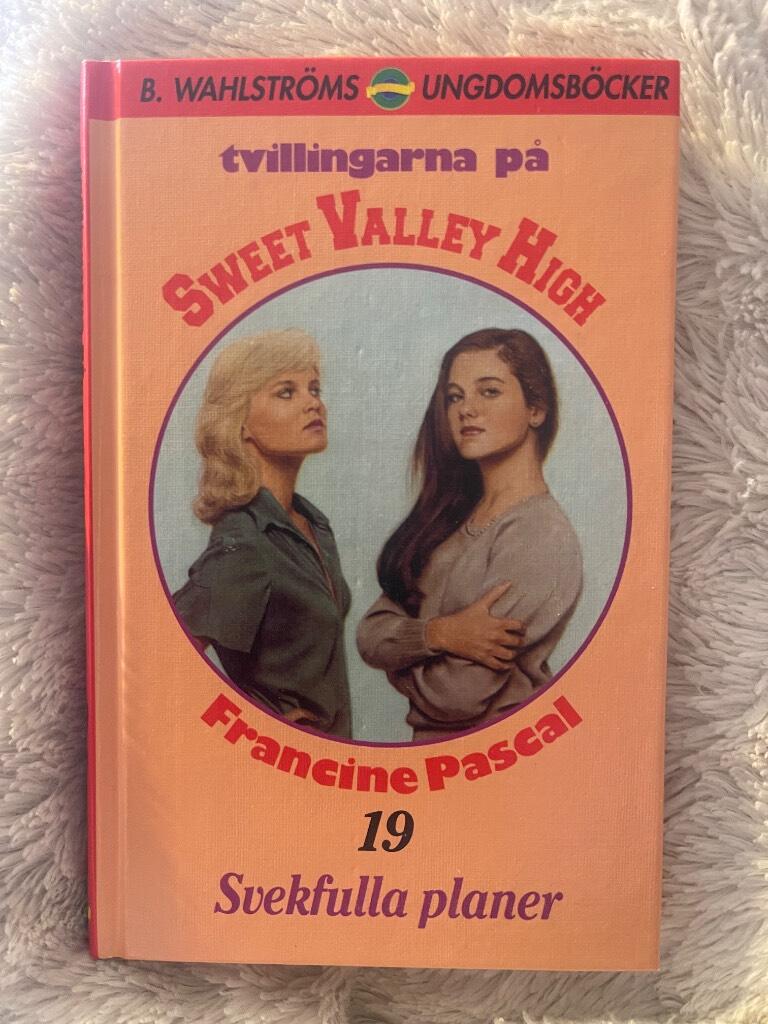 B. WAHLSTRÖMS UNGDOMSBÖCKER
tvillingarna på
SWEET VALLEY HIGH
Francine Pascal
19
Svekfulla planer